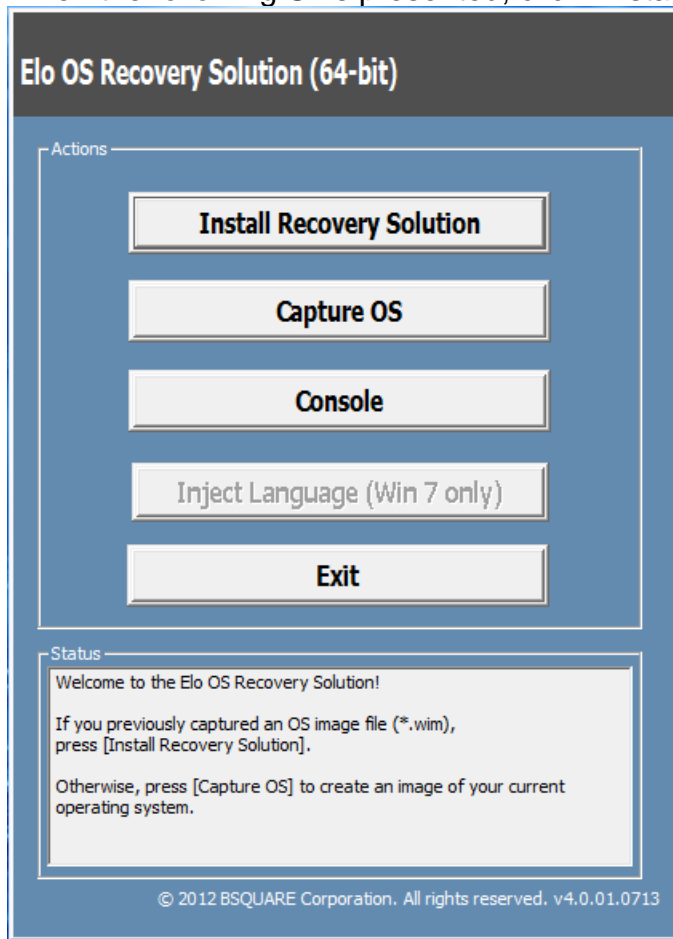 Elo OS Recovery Solution (64-bit)
Actions
Install Recovery Solution
Capture OS
Console
Inject Language (Win 7 only)
Exit
Status
Welcome to the Elo OS Recovery Solution!
If you previously captured an OS image file (*.wim),
press [Install Recovery Solution].
Otherwise, press [Capture OS] to create an image of your current
operating system.
© 2012 BSQUARE Corporation. All rights reserved. v4.0.01.0713